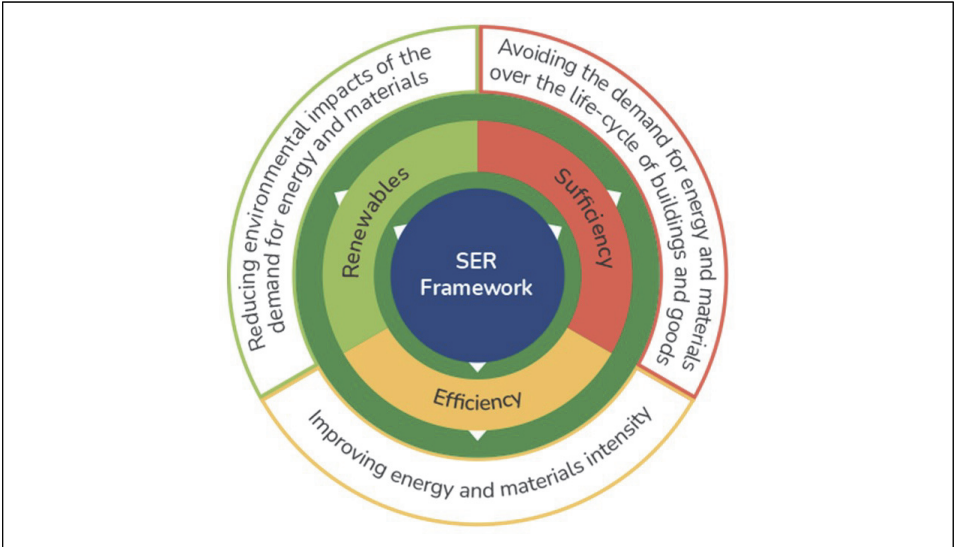 Reducing environmental impacts of the
demand for energy and materials
Avoiding the demand for energy and materials
over the life-cycle of buildings and goods
Renewables
Sufficiency
SER
Framework
Efficiency
Improving energy and materials intensity